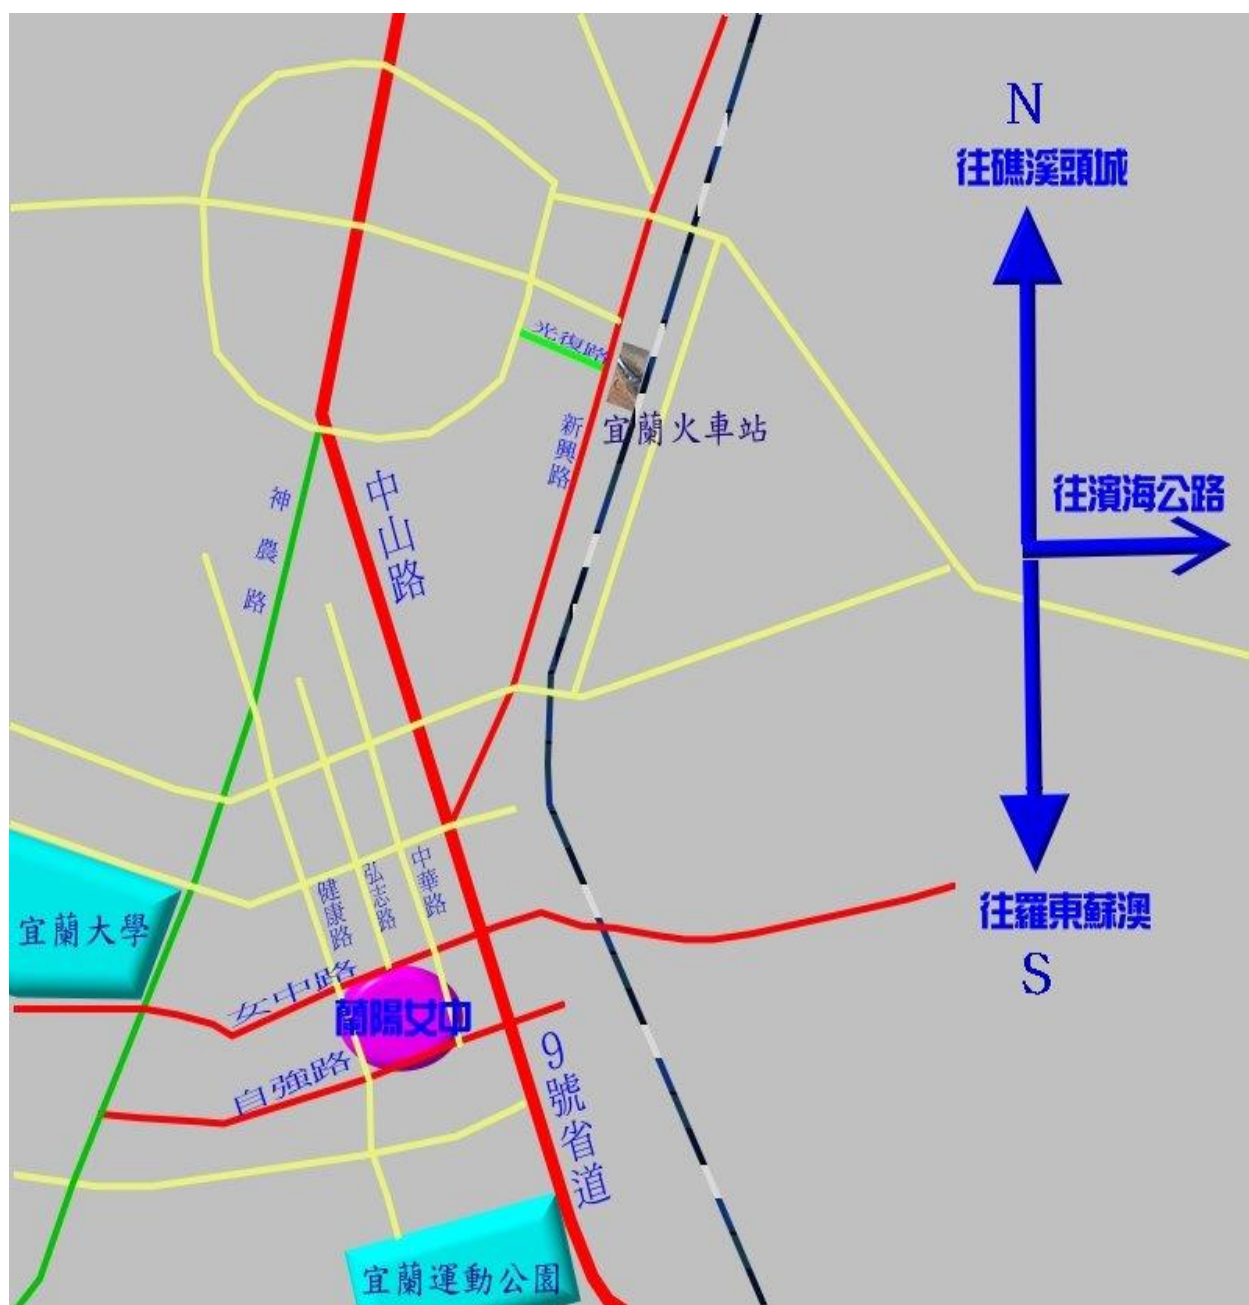 N
往礁溪頭城
光復路
宜蘭火車站
新興路
中山路
往濱海公路
神農路
中華路
弘志路
健康路
往羅東蘇澳
S
宜蘭大學
女中路
蘭陽女中
自強路
9號省道
宜蘭運動公園